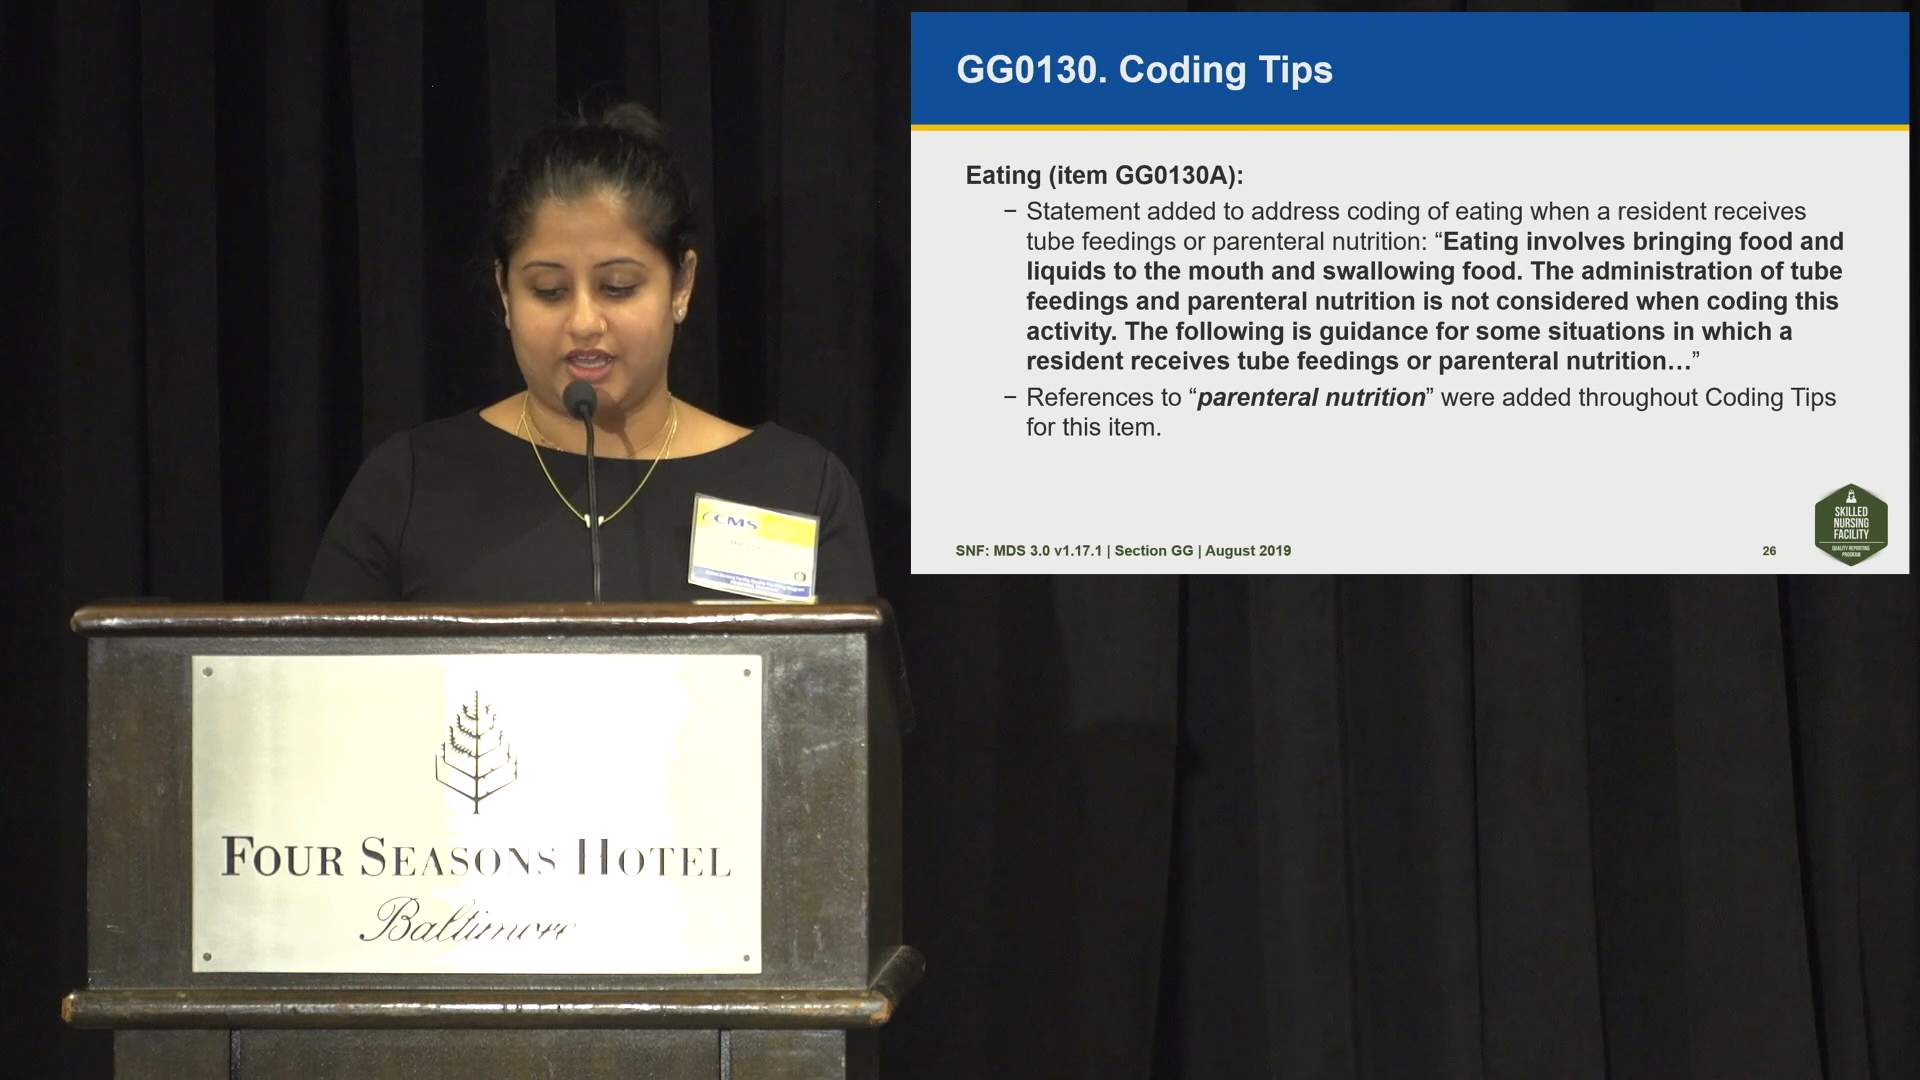 GG0130. Coding Tips
Eating (item GG0130A):
− Statement added to address coding of eating when a resident receives
tube feedings or parenteral nutrition: “Eating involves bringing food and
liquids to the mouth and swallowing food. The administration of tube
feedings and parenteral nutrition is not considered when coding this
activity. The following is guidance for some situations in which a
resident receives tube feedings or parenteral nutrition…”
− References to “parenteral nutrition” were added throughout Coding Tips
for this item.
SNF: MDS 3.0 v1.17.1 | Section GG | August 2019
26
SKILLED
NURSING
FACILITY
QUALITY REPORTING
PROGRAM
CMS
FOUR SEASONS HOTEL
Baltimore